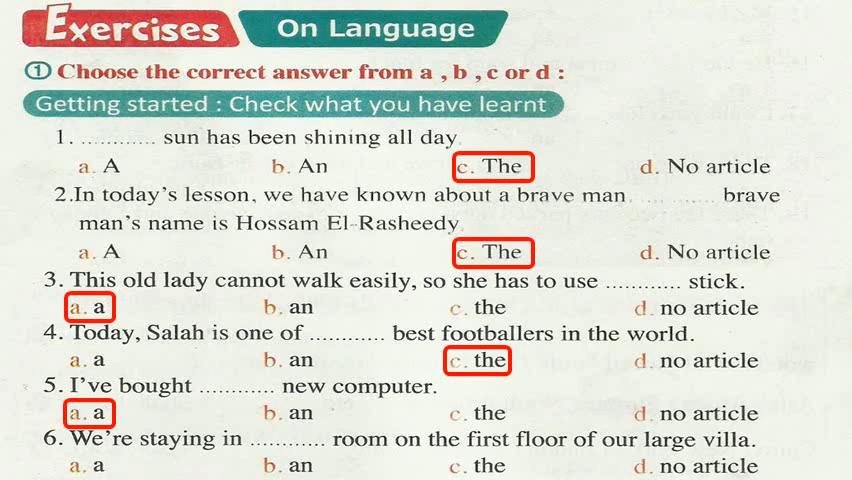 Exercises On Language
1 Choose the correct answer from a , b , c or d :
Getting started : Check what you have learnt
1. ............ sun has been shining all day.
a. A b. An c. The d. No article
2.In today's lesson, we have known about a brave man. ............ brave
man's name is Hossam El-Rasheedy.
a. A b. An c. The d. No article
3. This old lady cannot walk easily, so she has to use ............ stick.
a. a b. an c. the d. no article
4. Today, Salah is one of ............ best footballers in the world.
a. a b. an c. the d. no article
5. I've bought ............ new computer.
a. a b. an c. the d. no article
6. We're staying in ............ room on the first floor of our large villa.
a. a b. an c. the d. no article